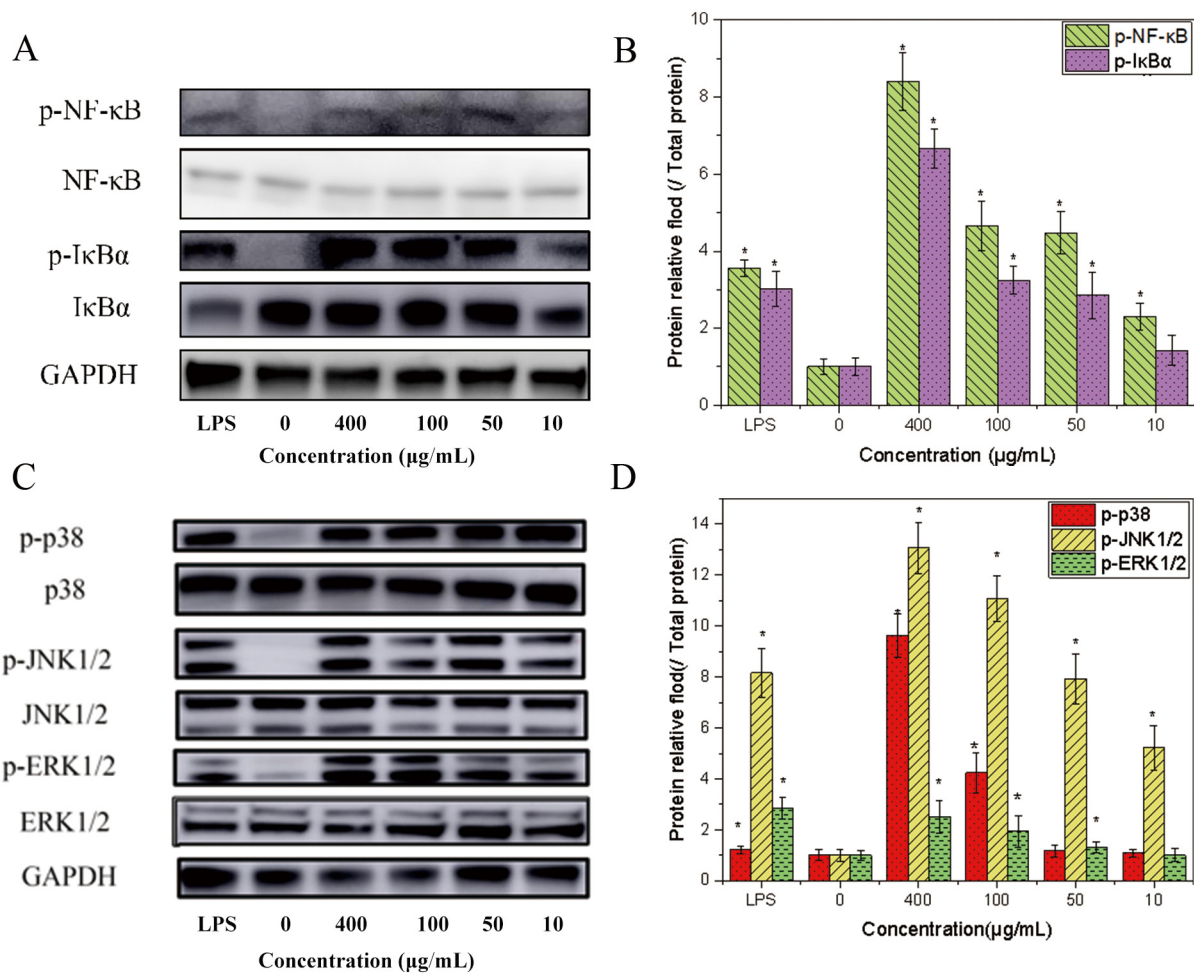 A
p-NF-κB
NF-κB
p-IκBα
IκBα
GAPDH
LPS 0 400 100 50 10
Concentration (μg/mL)
B
Protein relative flod(/ Total protein)
10
8
6
4
2
0
p-NF-κB
p-IκBα
* * * * * * * * *
LPS 0 400 100 50 10
Concentration (μg/mL)
C
p-p38
p38
p-JNK1/2
JNK1/2
p-ERK1/2
ERK1/2
GAPDH
LPS 0 400 100 50 10
Concentration (μg/mL)
D
Protein relative flod(/ Total protein)
14
12
10
8
6
4
2
0
p-p38
p-JNK1/2
p-ERK1/2
* * * * * * * * * * *
* 
LPS 0 400 100 50 10
Concentration(μg/mL)